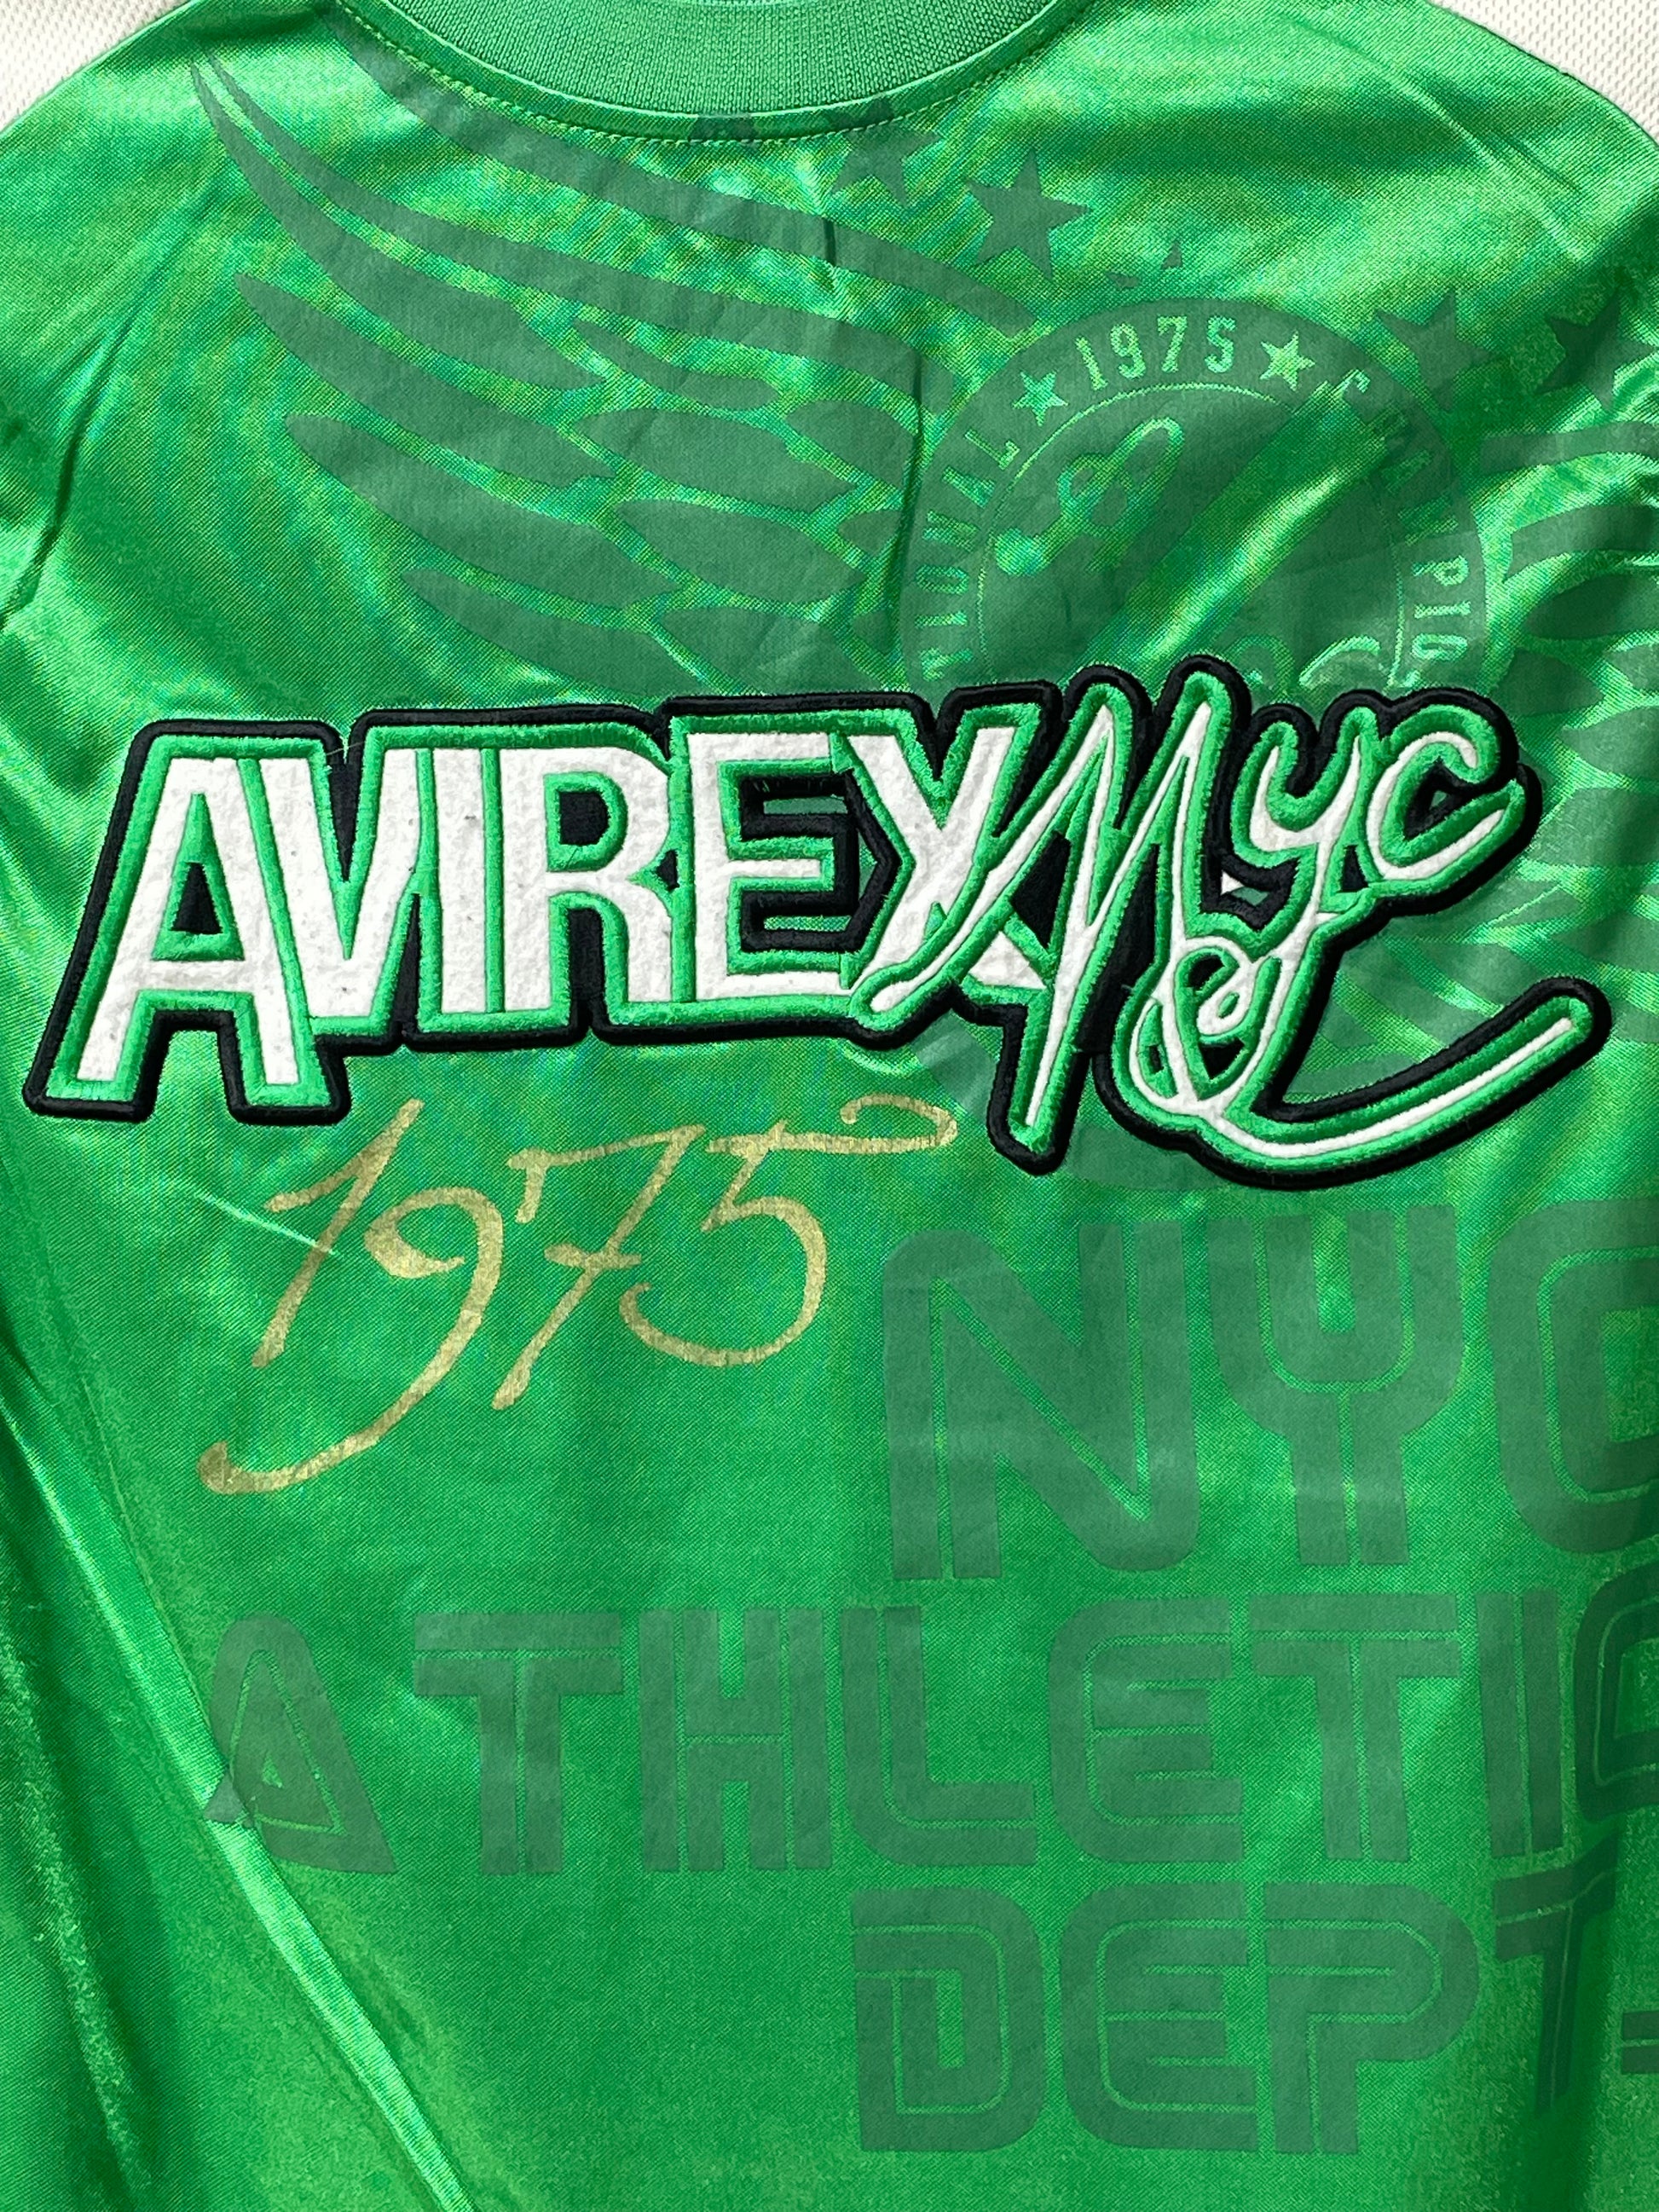 1975
AVIREX NYC
1975
NYC
ATHLETIC
DEPT